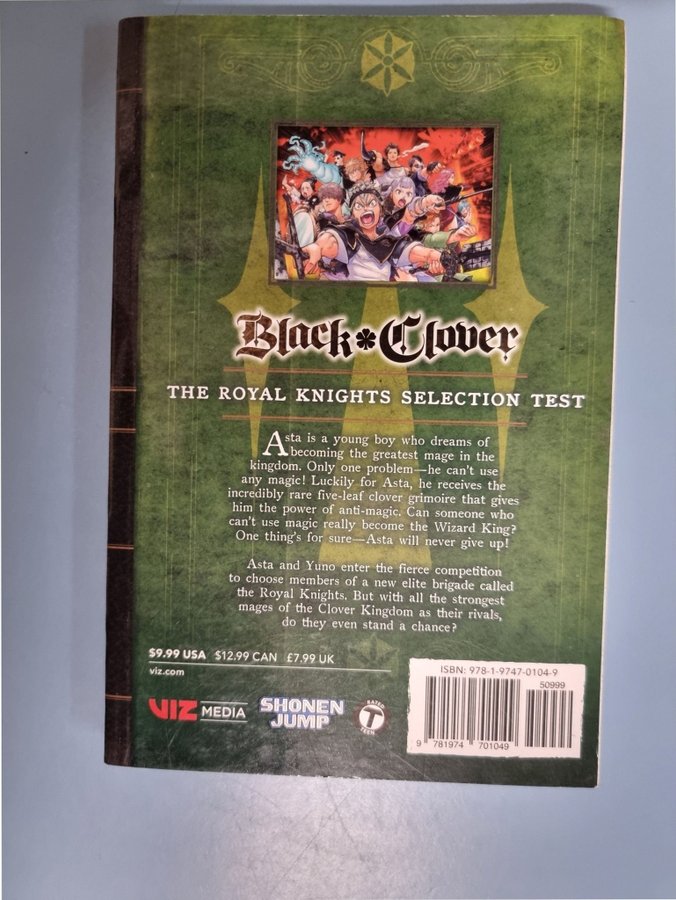 Black Clover
THE ROYAL KNIGHTS SELECTION TEST
Asta is a young boy who dreams of
becoming the greatest mage in the
kingdom. Only one problem—he can't use
any magic! Luckily for Asta, he receives the
incredibly rare five-leaf clover grimoire that gives
him the power of anti-magic. Can someone who
can't use magic really become the Wizard King?
One thing's for sure—Asta will never give up!
Asta and Yuno enter the fierce competition
to choose members of a new elite brigade called
the Royal Knights. But with all the strongest
mages of the Clover Kingdom as their rivals,
do they even stand a chance?
$9.99 USA $12.99 CAN £7.99 UK
viz.com
VIZ MEDIA
SHONEN
JUMP
RATED
T
TEEN
ISBN: 978-1-9747-0104-9
50999
9 781974 701049